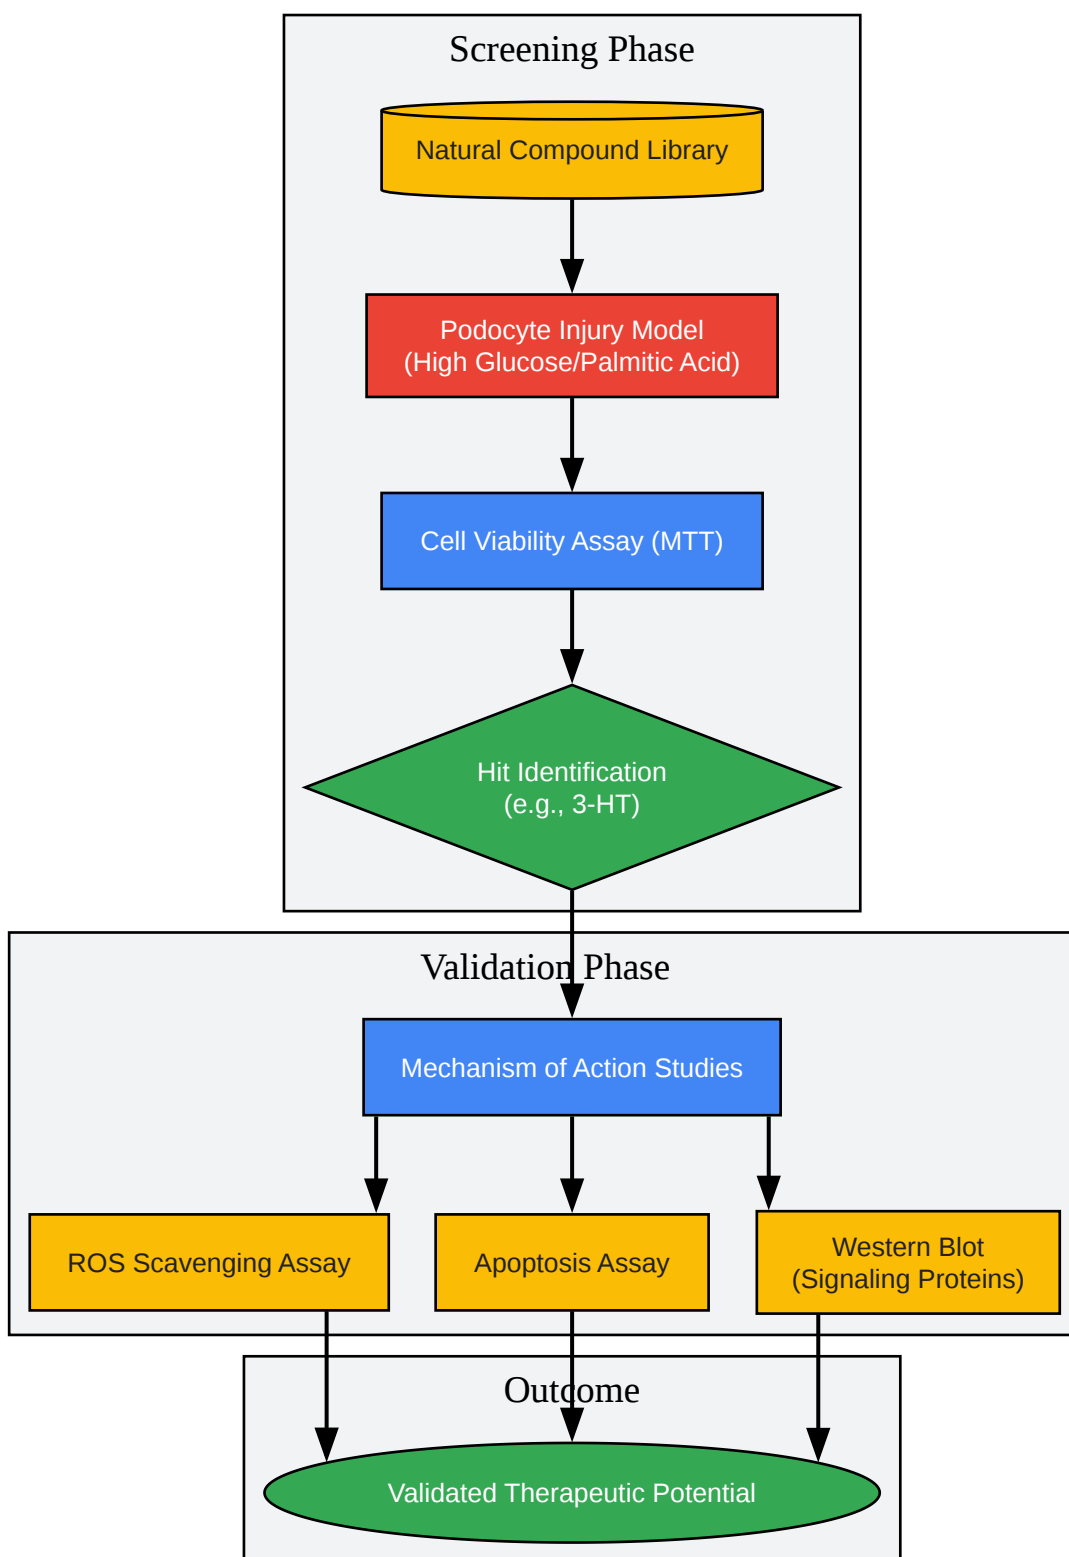 Screening Phase
Natural Compound Library
Podocyte Injury Model
(High Glucose/Palmitic Acid)
Cell Viability Assay (MTT)
Hit Identification
(e.g., 3-HT)
Validation Phase
Mechanism of Action Studies
ROS Scavenging Assay
Apoptosis Assay
Western Blot
(Signaling Proteins)
Outcome
Validated Therapeutic Potential